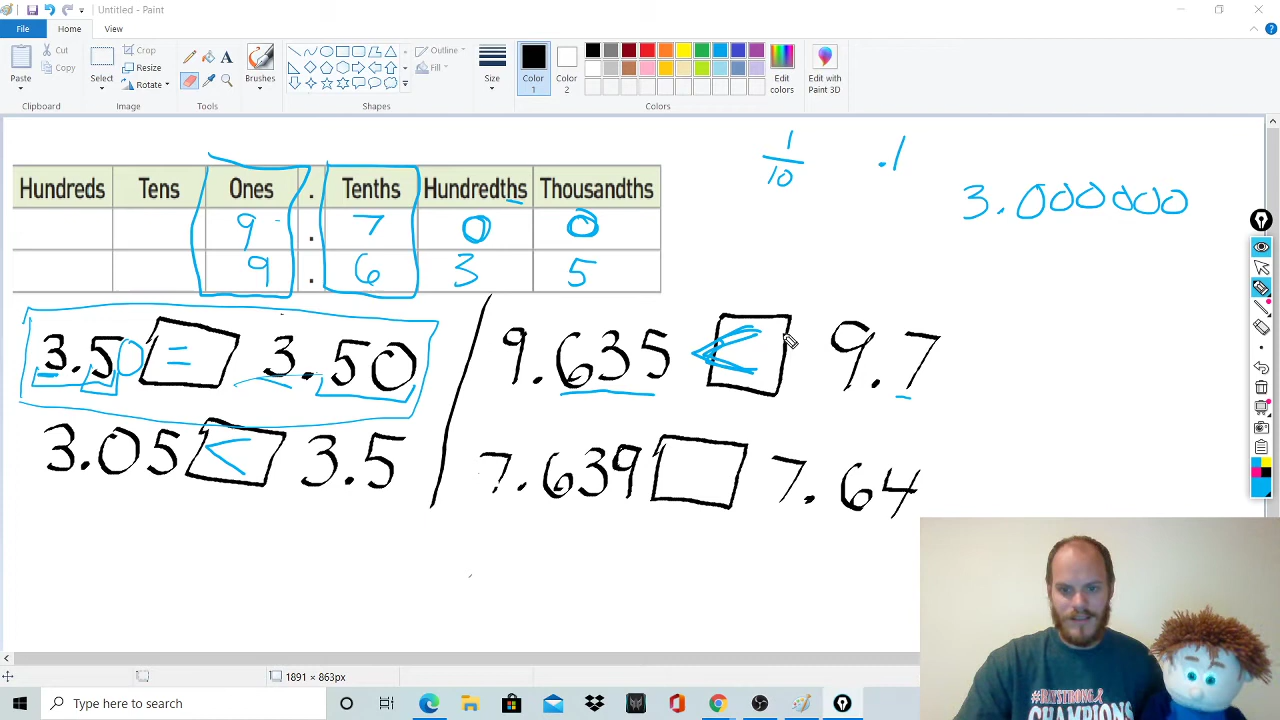 Untitled - Paint
File Home View
Paste Cut Copy Clipboard
Select Crop Resize Rotate Image
Tools
Brushes
Outline Fill Shapes
Size
Color 1 Color 2
Edit colors Colors
Edit with Paint 3D
1/10 .1
3.000000
Hundreds Tens Ones . Tenths Hundredths Thousandths
9 . 7 0 0
9 . 6 3 5
3.50 = 3.50
9.635 < 9.7
3.05 < 3.5
7.639 7.64
1891 × 863px
Type here to search
#BAYSTRONG
CHAMPIONS